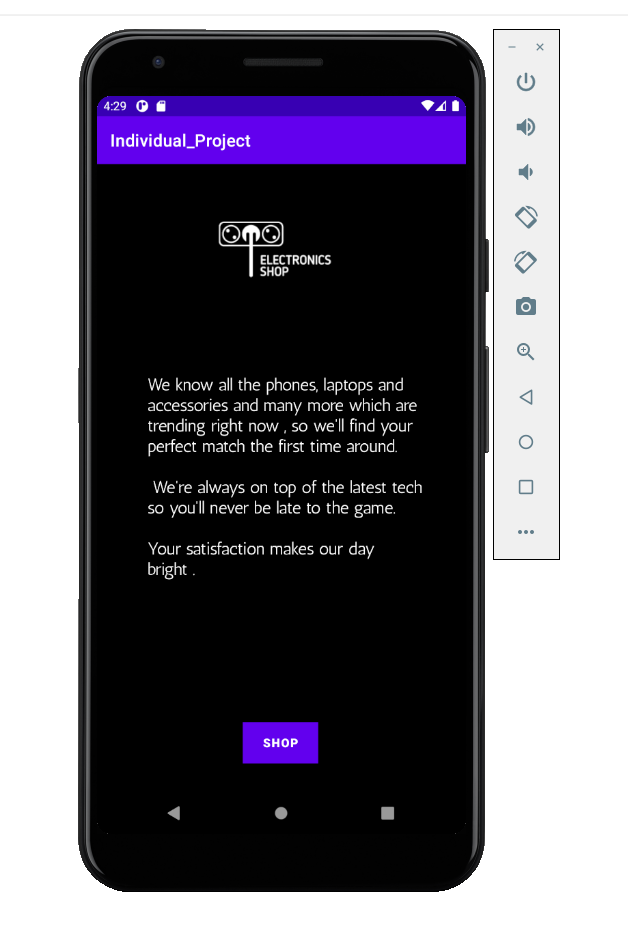 4:29
Individual_Project
ELECTRONICS
SHOP
We know all the phones, laptops and
accessories and many more which are
trending right now , so we'll find your
perfect match the first time around.
We're always on top of the latest tech
so you'll never be late to the game.
Your satisfaction makes our day
bright .
SHOP